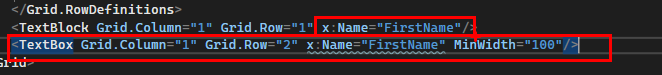 </Grid.RowDefinitions>
<TextBlock Grid.Column="1" Grid.Row="1" x:Name="FirstName"/>
<TextBox Grid.Column="1" Grid.Row="2" x:Name="FirstName" MinWidth="100"/>
Grid>